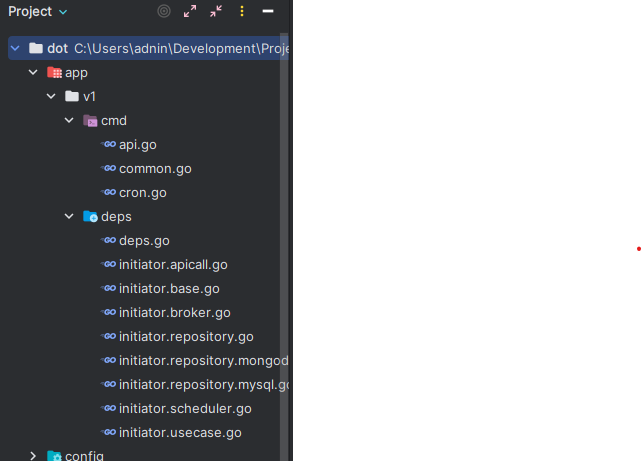 Project
dot C:\Users\adnin\Development\Proje
app
v1
cmd
api.go
common.go
cron.go
deps
deps.go
initiator.apicall.go
initiator.base.go
initiator.broker.go
initiator.repository.go
initiator.repository.mongod
initiator.repository.mysql.go
initiator.scheduler.go
initiator.usecase.go
config